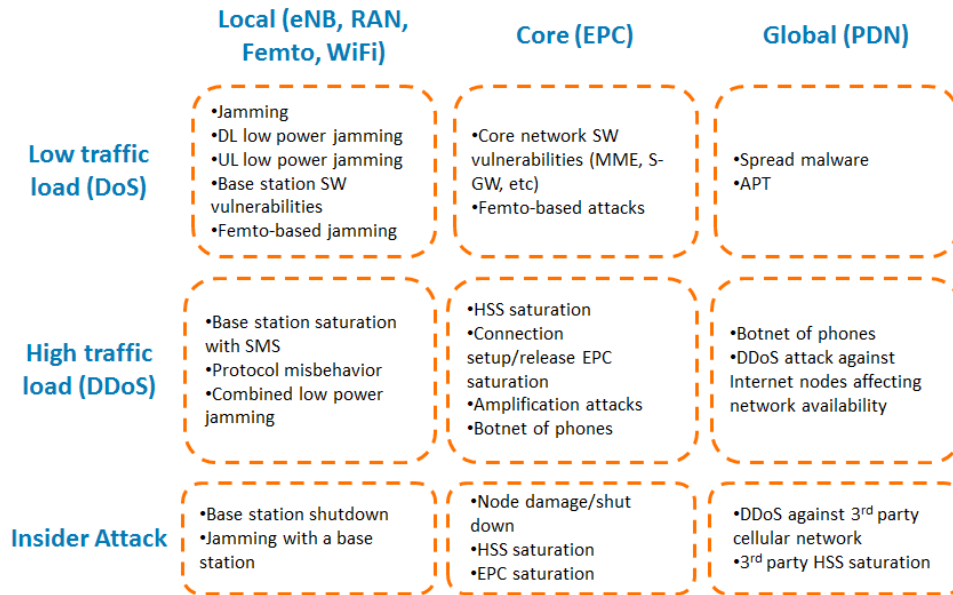 Local (eNB, RAN,
Femto, WiFi)
Core (EPC)
Global (PDN)
Low traffic
load (DoS)
•Jamming
•DL low power jamming
•UL low power jamming
•Base station SW
vulnerabilities
•Femto-based jamming
•Core network SW
vulnerabilities (MME, S-
GW, etc)
•Femto-based attacks
•Spread malware
•APT
High traffic
load (DDoS)
•Base station saturation
with SMS
•Protocol misbehavior
•Combined low power
jamming
•HSS saturation
•Connection
setup/release EPC
saturation
•Amplification attacks
•Botnet of phones
•Botnet of phones
•DDoS attack against
Internet nodes affecting
network availability
Insider Attack
•Base station shutdown
•Jamming with a base
station
•Node damage/shut
down
•HSS saturation
•EPC saturation
•DDoS against 3rd party
cellular network
•3rd party HSS saturation